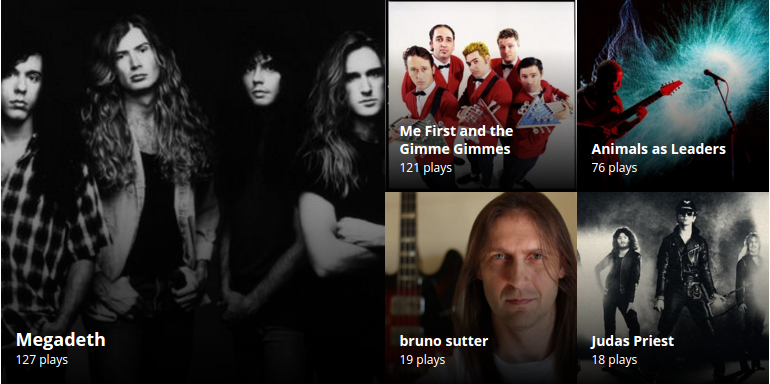 Megadeth
127 plays
Me First and the
Gimme Gimmes
121 plays
Animals as Leaders
76 plays
bruno sutter
19 plays
Judas Priest
18 plays